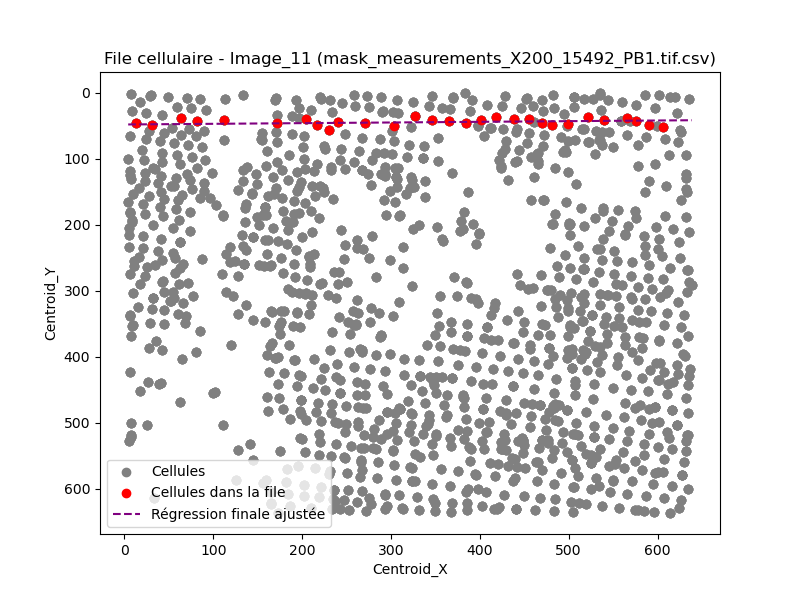 File cellulaire - Image_11 (mask_measurements_X200_15492_PB1.tif.csv)
0
100
200
300
400
500
600
Centroid_Y
Cellules
Cellules dans la file
Régression finale ajustée
0 100 200 300 400 500 600
Centroid_X